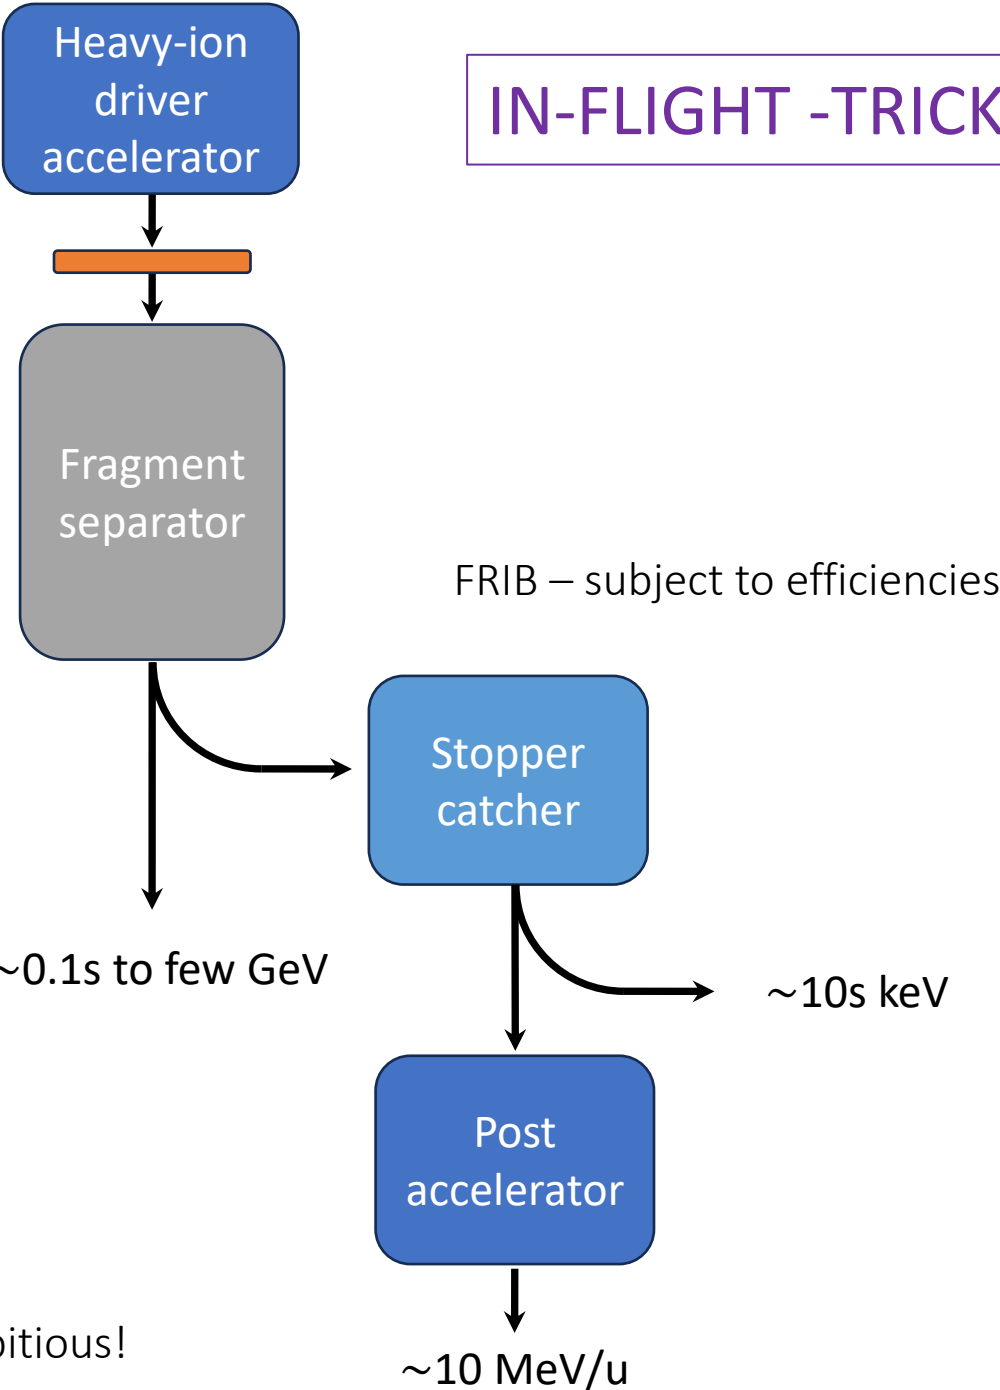 Heavy-ion
driver
accelerator
IN-FLIGHT -TRICK
Fragment
separator
FRIB – subject to efficiencies
Stopper
catcher
~0.1s to few GeV
~10s keV
Post
accelerator
~10 MeV/u